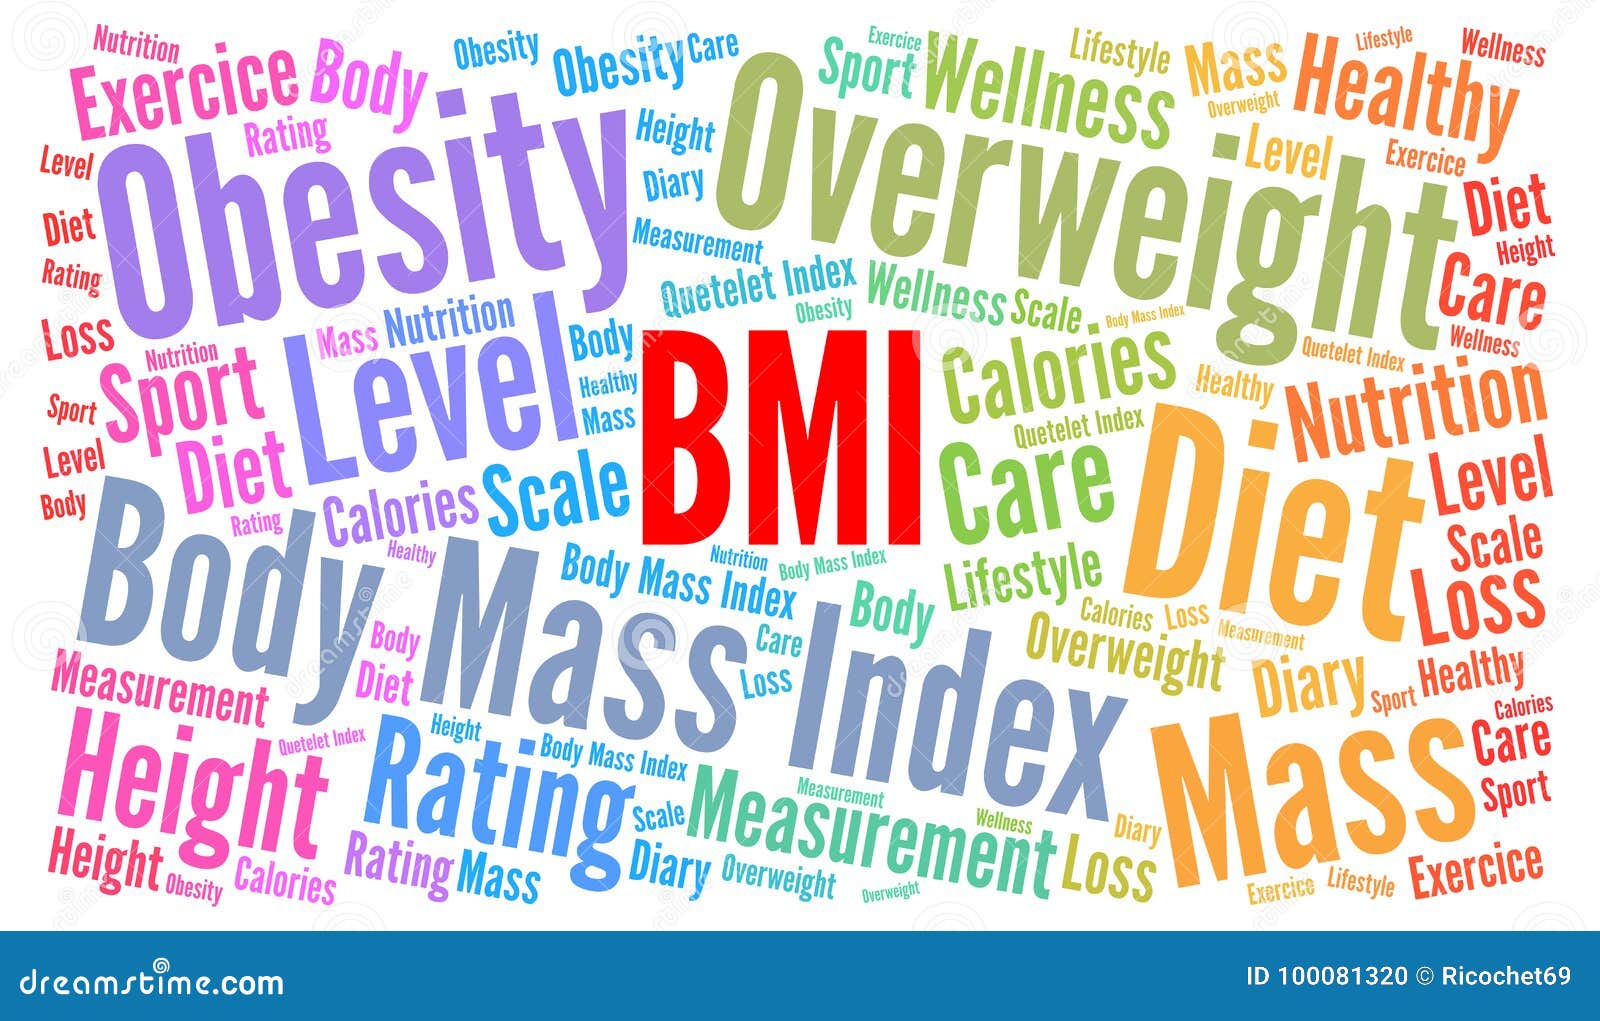 Nutrition
Exercice
Body
Obesity
Obesity
Care
Rating
Obesity
Height
Diary
Measurement
Level
Diet
Rating
Loss
Sport
Level
Body
Nutrition
Sport
Diet
Mass
Nutrition
Level
Body
Healthy
Mass
Rating
Calories
Scale
Healthy
Overweight
Exercice
Sport
Wellness
Lifestyle
Mass
Overweight
Healthy
Lifestyle
Wellness
Level
Exercice
Diet
Height
Care
Wellness
Quetelet Index
Obesity
Wellness
Scale
Body Mass Index
Quetelet Index
BMI
Calories
Healthy
Nutrition
Quetelet Index
Care
Diet
Level
Scale
Loss
Lifestyle
Body Mass Index
Nutrition
Body Mass Index
Body Mass Index
Body
Calories
Loss
Measurement
Overweight
Body
Diet
Care
Loss
Diary
Sport
Healthy
Calories
Care
Sport
Measurement
Height
Quetelet Index
Height
Rating
Body Mass Index
Mass
Measurement
Measurement
Scale
Wellness
Diary
Loss
Height
Obesity
Calories
Rating
Mass
Diary
Overweight
Overweight
Exercice
Lifestyle
Exercice
dreamstime.com
ID 100081320 © Ricochet69